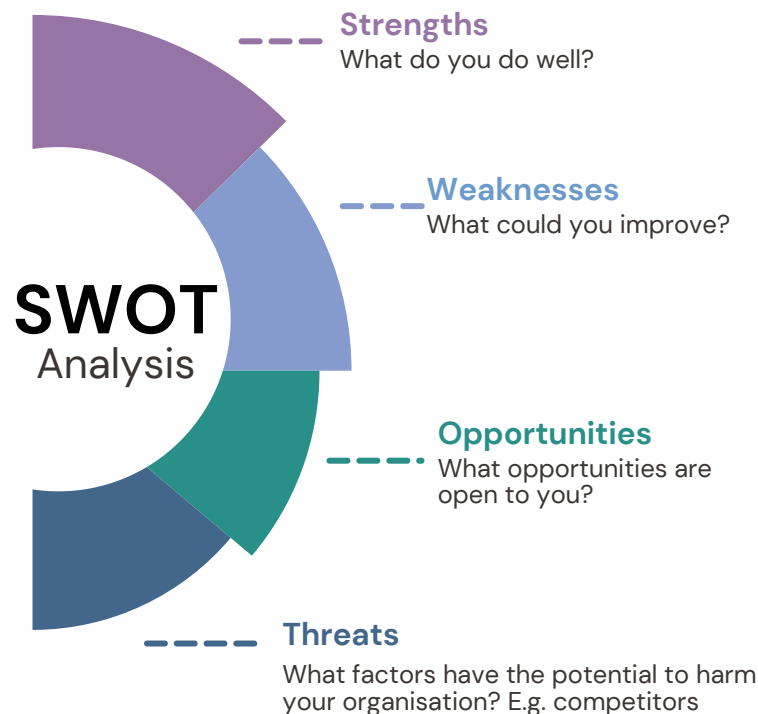 Strengths
What do you do well?
Weaknesses
What could you improve?
SWOT
Analysis
Opportunities
What opportunities are
open to you?
Threats
What factors have the potential to harm
your organisation? E.g. competitors